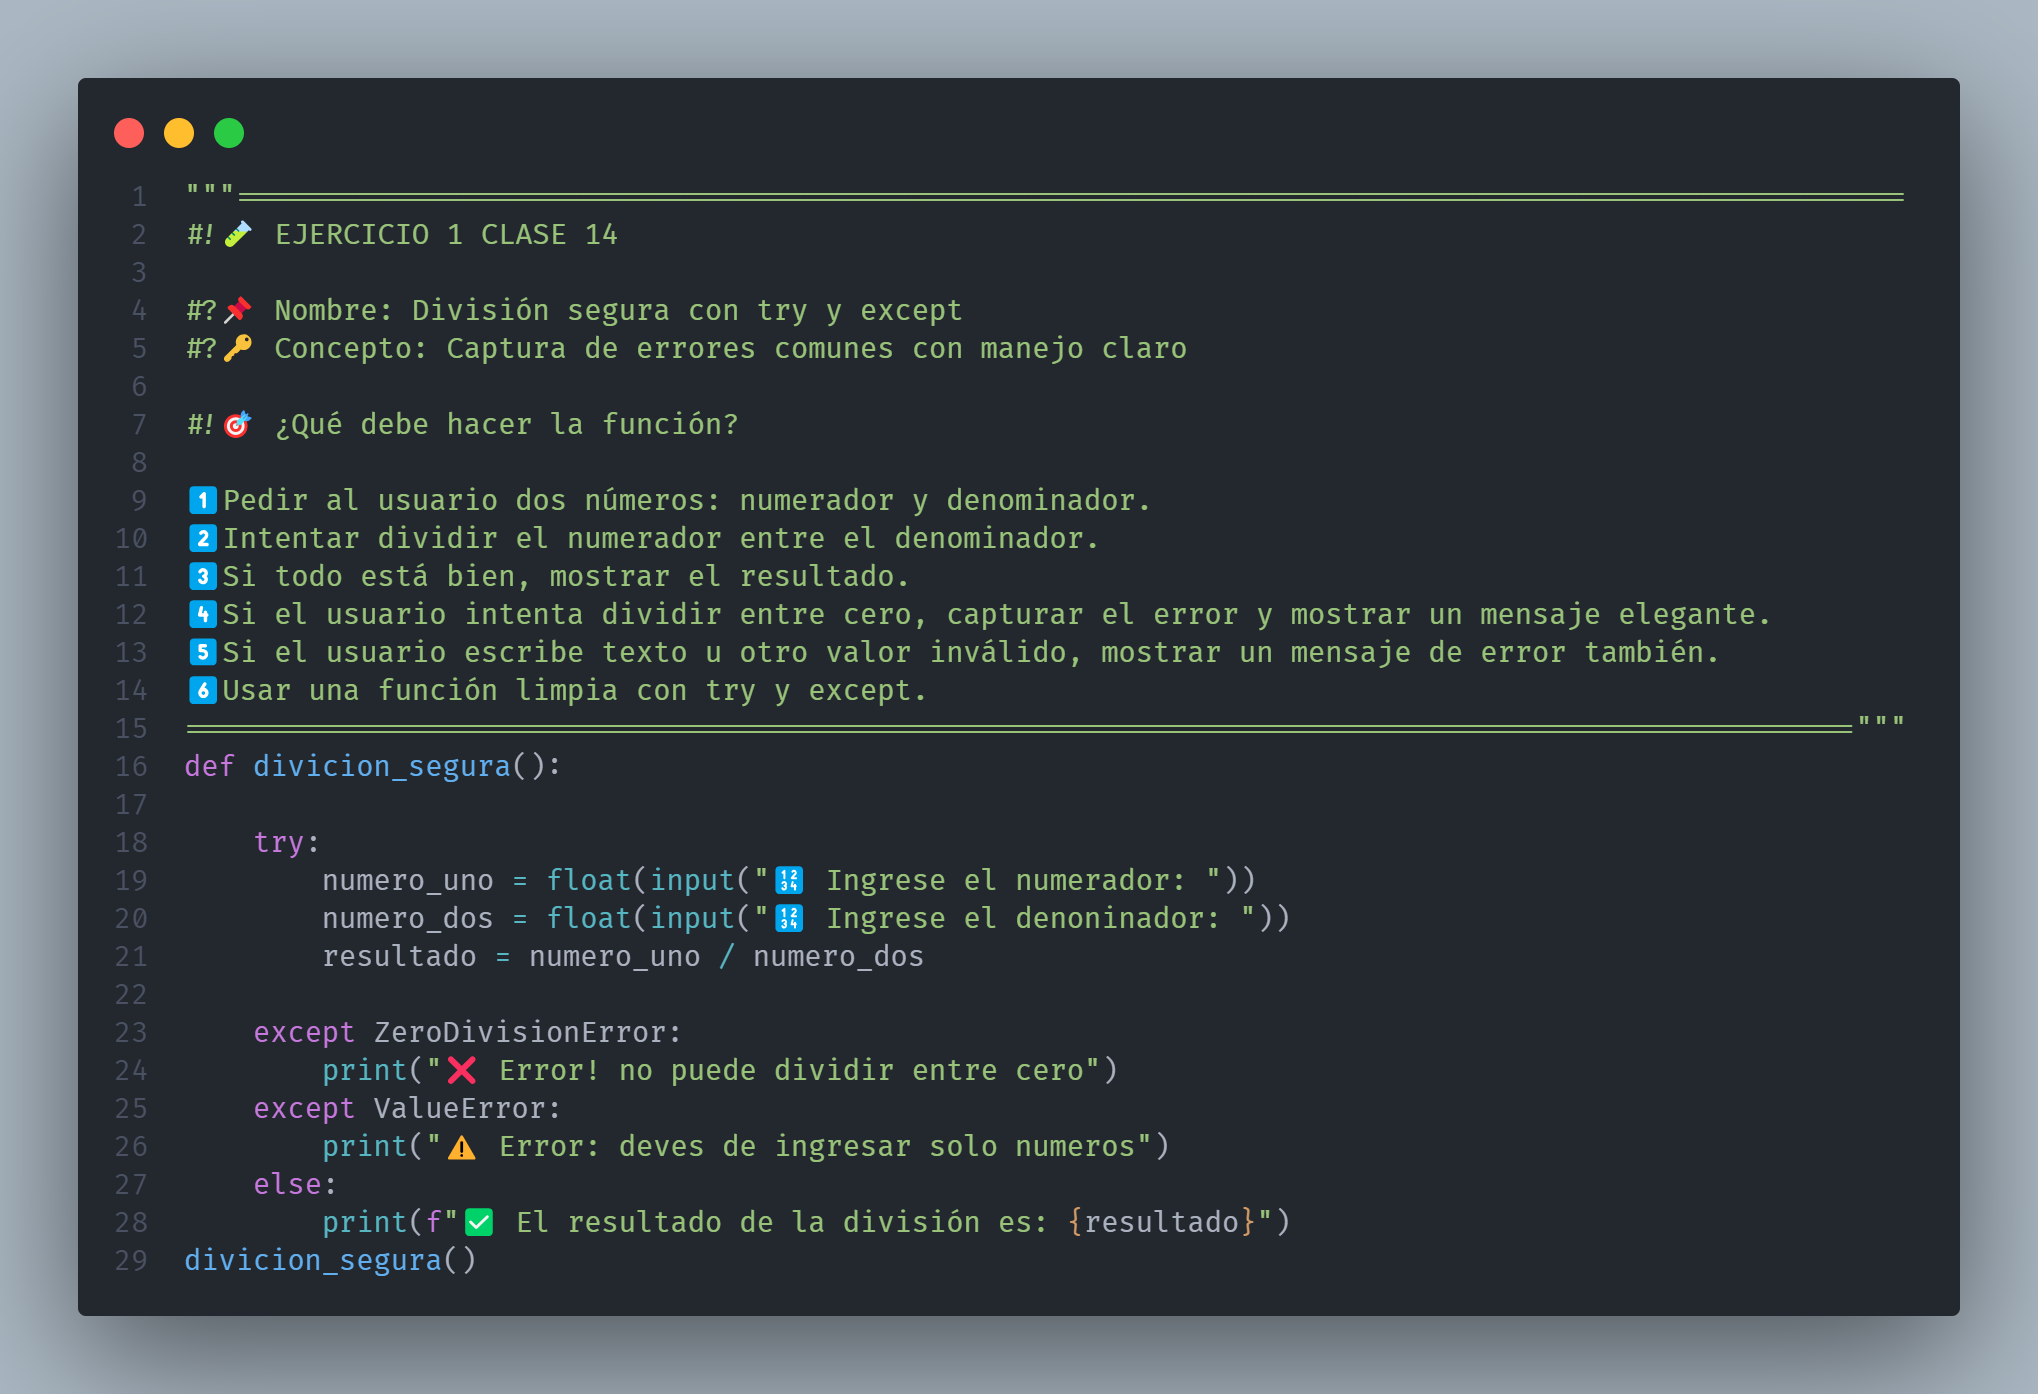 1 """══════════════════════════════════════════════════════════════════════════════════════════════════
2 #!🧪 EJERCICIO 1 CLASE 14
3
4 #?📌 Nombre: División segura con try y except
5 #?🔑 Concepto: Captura de errores comunes con manejo claro
6
7 #!🎯 ¿Qué debe hacer la función?
8
9 1️⃣Pedir al usuario dos números: numerador y denominador.
10 2️⃣Intentar dividir el numerador entre el denominador.
11 3️⃣Si todo está bien, mostrar el resultado.
12 4️⃣Si el usuario intenta dividir entre cero, capturar el error y mostrar un mensaje elegante.
13 5️⃣Si el usuario escribe texto u otro valor inválido, mostrar un mensaje de error también.
14 6️⃣Usar una función limpia con try y except.
15 ══════════════════════════════════════════════════════════════════════════════════════════════════"""
16 def divicion_segura():
17
18     try:
19         numero_uno = float(input("🔢 Ingrese el numerador: "))
20         numero_dos = float(input("🔢 Ingrese el denoninador: "))
21         resultado = numero_uno / numero_dos
22
23     except ZeroDivisionError:
24         print("❌ Error! no puede dividir entre cero")
25     except ValueError:
26         print("⚠️ Error: deves de ingresar solo numeros")
27     else:
28         print(f"✅ El resultado de la división es: {resultado}")
29 divicion_segura()